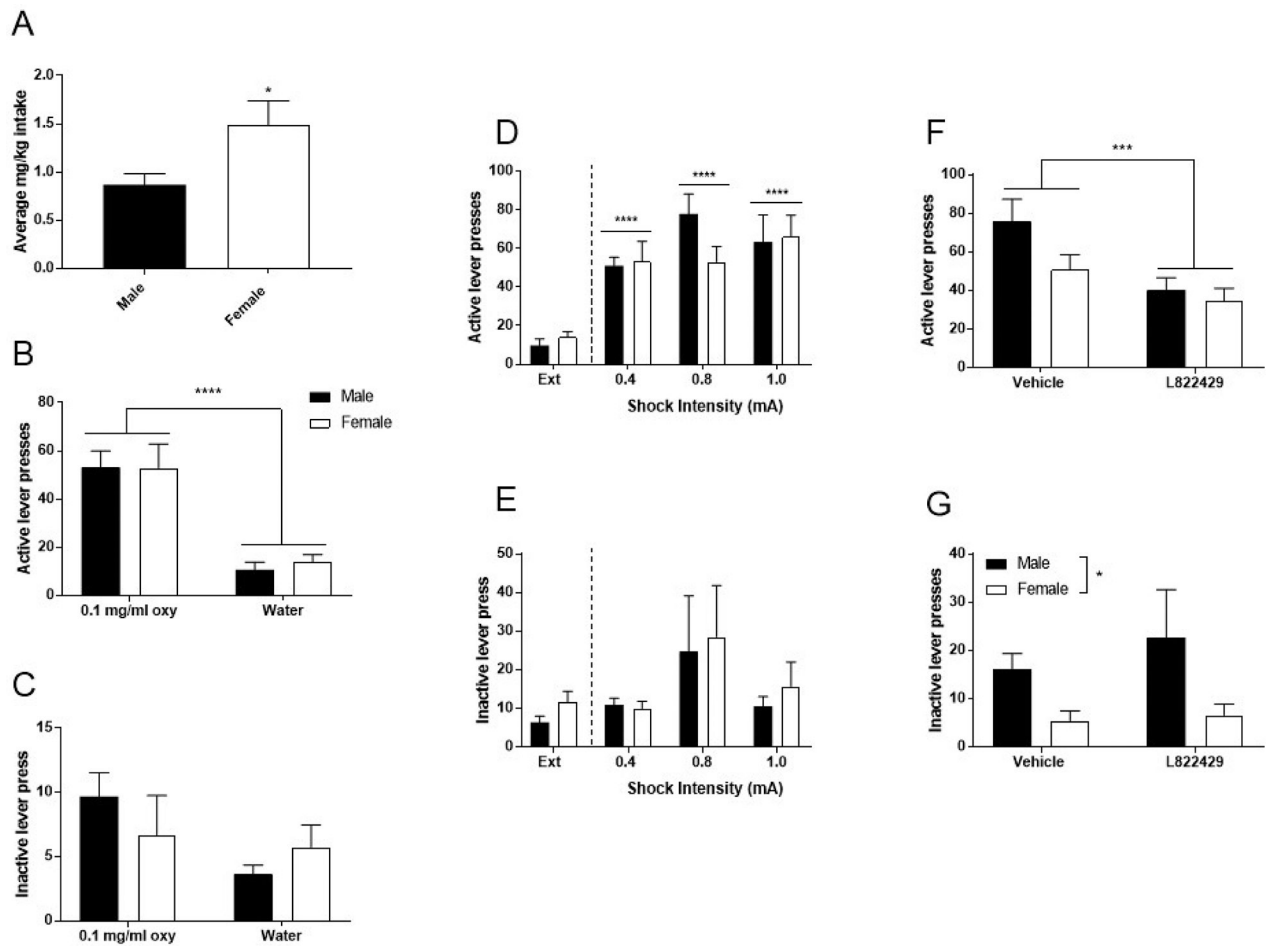 A
Average mg/kg intake
2.0
1.5
1.0
0.5
0.0
*
Male
Female
B
Active lever presses
80
60
40
20
0
****
Male
Female
0.1 mg/ml oxy
Water
C
Inactive lever press
15
10
5
0
0.1 mg/ml oxy
Water
D
Active lever presses
100
80
60
40
20
0
****
****
****
Ext
0.4
0.8
1.0
Shock Intensity (mA)
E
Inactive lever press
50
40
30
20
10
0
Ext
0.4
0.8
1.0
Shock Intensity (mA)
F
Active lever presses
100
80
60
40
20
0
***
Vehicle
L822429
G
Inactive lever presses
40
30
20
10
0
Male
Female
*
Vehicle
L822429